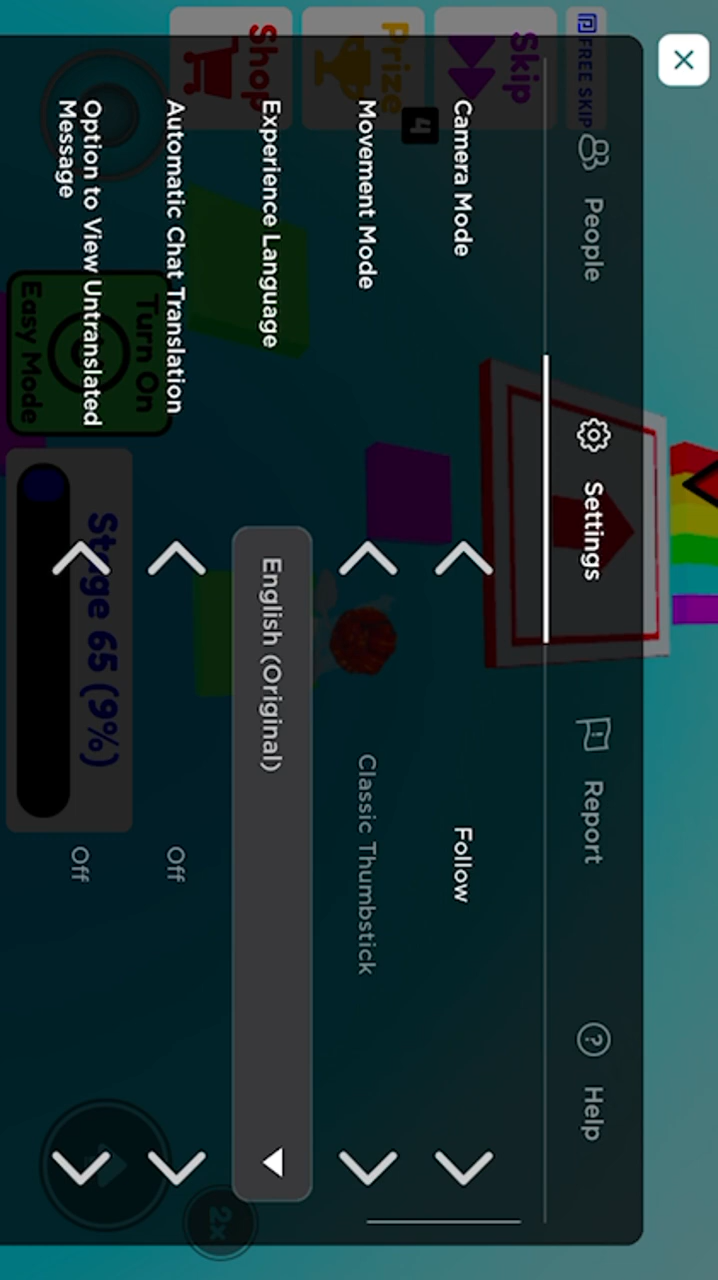 People
Settings
Report
Help
Camera Mode
Follow
Movement Mode
Classic Thumbstick
Experience Language
English (Original)
Automatic Chat Translation
Off
Option to View Untranslated
Message
Off
FREE SKIP
Skip
Prize
4
Shop
Turn On
Easy Mode
Stage 65 (9%)
2x